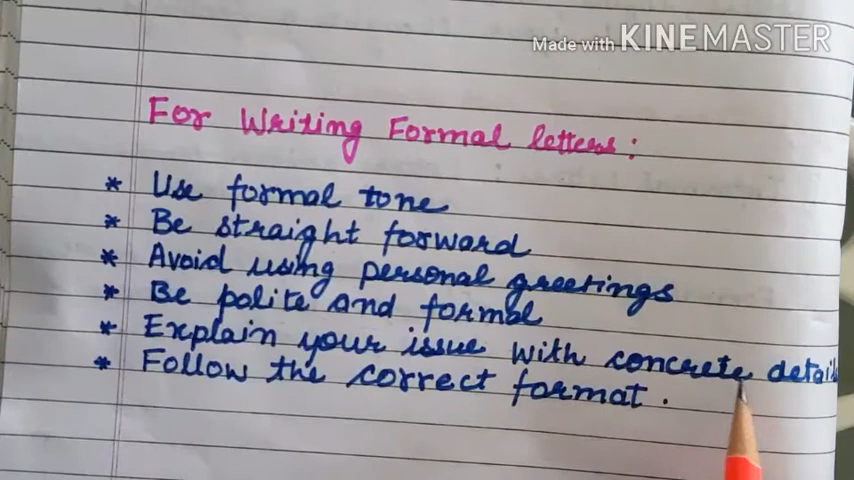 Made with KINEMASTER
For Writing Formal letters:
* Use formal tone
* Be straight forward
* Avoid using personal greetings
* Be polite and formal
* Explain your issue with concrete detail
* Follow the correct format.